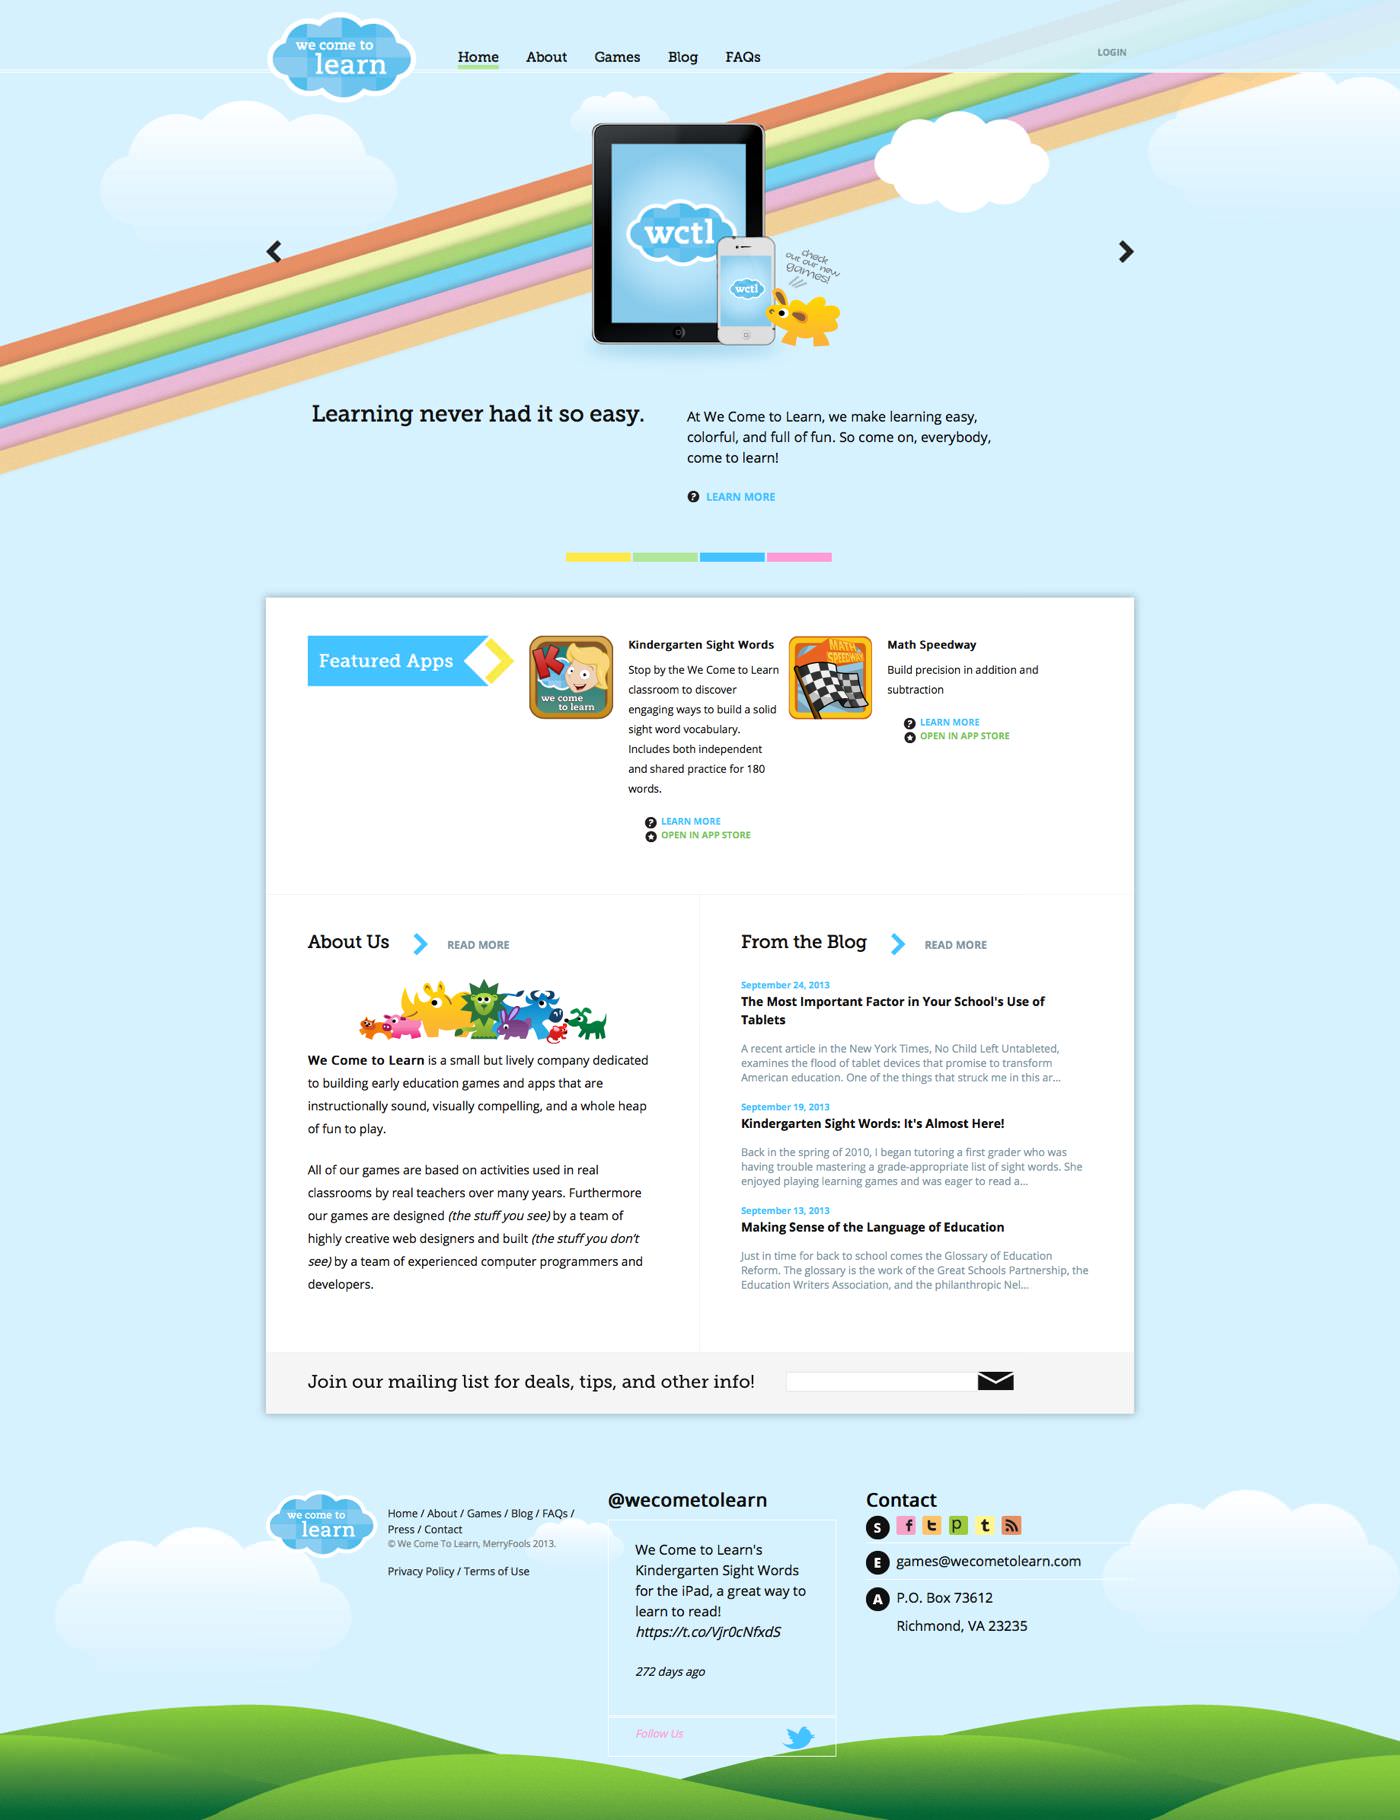 we come to
learn
Home About Games Blog FAQs
LOGIN
wctl
wctl
check
out our new
games!
Learning never had it so easy.
At We Come to Learn, we make learning easy,
colorful, and full of fun. So come on, everybody,
come to learn!
? LEARN MORE
Featured Apps
K
we come
to learn
Kindergarten Sight Words
Stop by the We Come to Learn
classroom to discover
engaging ways to build a solid
sight word vocabulary.
Includes both independent
and shared practice for 180
words.
? LEARN MORE
OPEN IN APP STORE
MATH
SPEEDWAY
Math Speedway
Build precision in addition and
subtraction
? LEARN MORE
OPEN IN APP STORE
About Us READ MORE
We Come to Learn is a small but lively company dedicated
to building early education games and apps that are
instructionally sound, visually compelling, and a whole heap
of fun to play.
All of our games are based on activities used in real
classrooms by real teachers over many years. Furthermore
our games are designed (the stuff you see) by a team of
highly creative web designers and built (the stuff you don't
see) by a team of experienced computer programmers and
developers.
From the Blog READ MORE
September 24, 2013
The Most Important Factor in Your School's Use of
Tablets
A recent article in the New York Times, No Child Left Untableted,
examines the flood of tablet devices that promise to transform
American education. One of the things that struck me in this ar...
September 19, 2013
Kindergarten Sight Words: It's Almost Here!
Back in the spring of 2010, I began tutoring a first grader who was
having trouble mastering a grade-appropriate list of sight words. She
enjoyed playing learning games and was eager to read a...
September 13, 2013
Making Sense of the Language of Education
Just in time for back to school comes the Glossary of Education
Reform. The glossary is the work of the Great Schools Partnership, the
Education Writers Association, and the philanthropic Nel...
Join our mailing list for deals, tips, and other info!
we come to
learn
Home / About / Games / Blog / FAQs /
Press / Contact
© We Come To Learn, MerryFools 2013.
Privacy Policy / Terms of Use
@wecometolearn
We Come to Learn's
Kindergarten Sight Words
for the iPad, a great way to
learn to read!
https://t.co/Vjr0cNfxdS
272 days ago
Follow Us
Contact
S f t p t
E games@wecometolearn.com
A P.O. Box 73612
Richmond, VA 23235